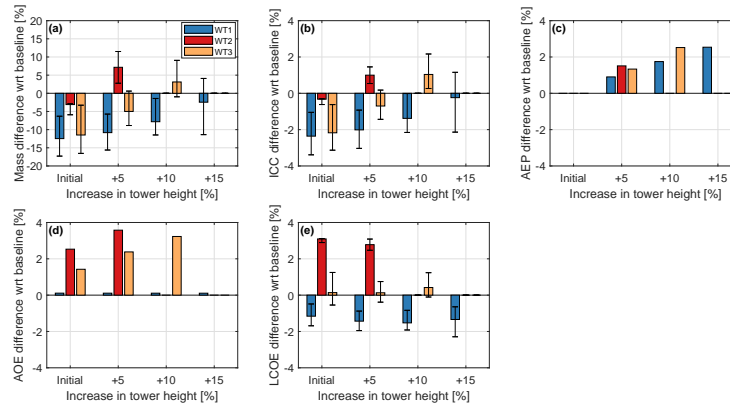 (a)
WT1
WT2
WT3
Mass difference wrt baseline [%]
20
15
10
5
0
-5
-10
-15
-20
Initial
+5
+10
+15
Increase in tower height [%]
(b)
ICC difference wrt baseline [%]
4
2
0
-2
-4
Initial
+5
+10
+15
Increase in tower height [%]
(c)
AEP difference wrt baseline [%]
4
2
0
-2
-4
Initial
+5
+10
+15
Increase in tower height [%]
(d)
AOE difference wrt baseline [%]
4
2
0
2
-4
Initial
+5
+10
+15
Increase in tower height [%]
(e)
LCOE difference wrt baseline [%]
4
2
0
-2
-4
Initial
+5
+10
+15
Increase in tower height [%]